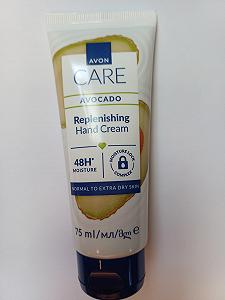 AVON
CARE
AVOCADO
Replenishing
Hand Cream
48H*
MOISTURE
MOISTURE LOCK
COMPLEX
NORMAL TO EXTRA DRY SKIN
75 ml/мл/მლ e